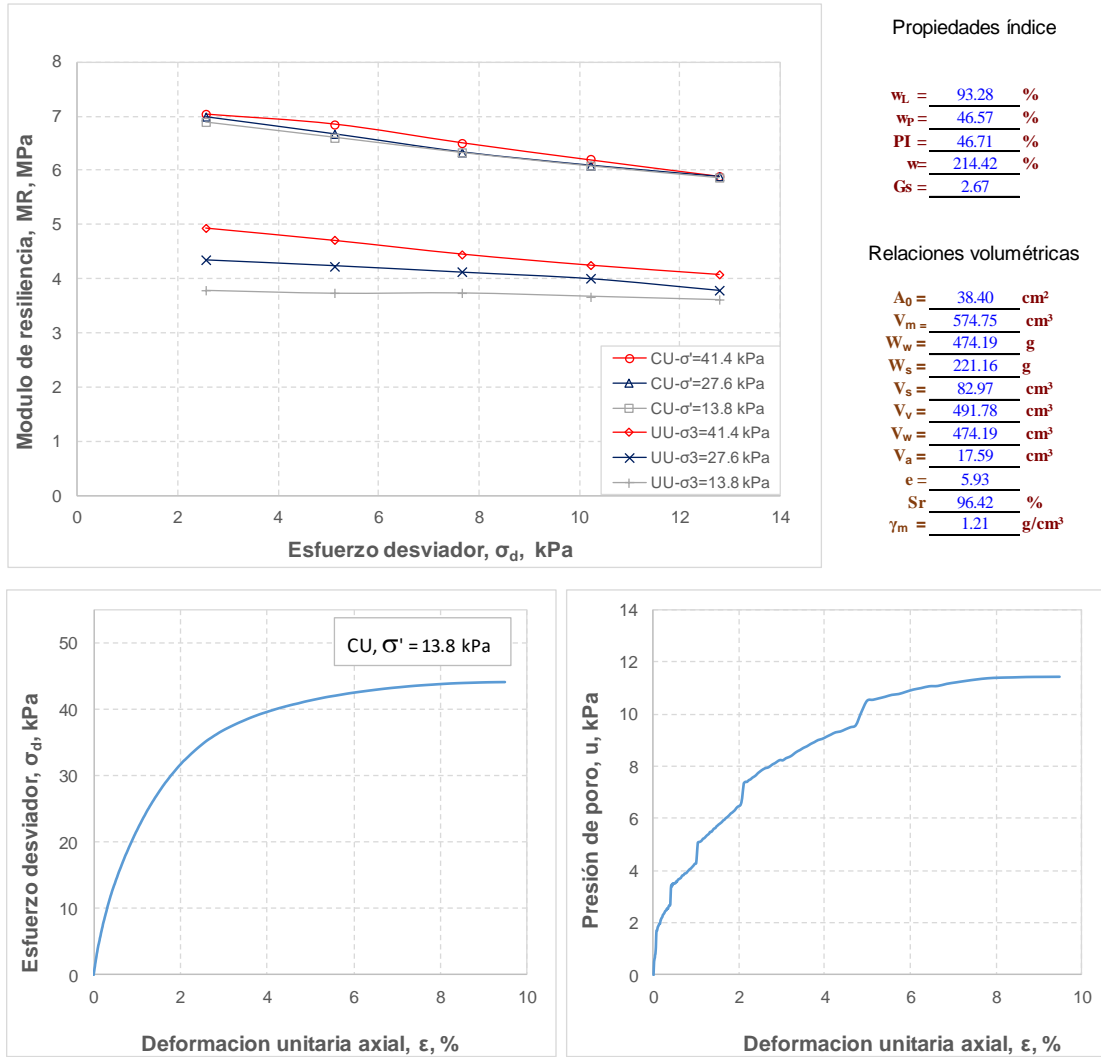 Modulo de resiliencia, MR, MPa
8
7
6
5
4
3
2
1
0
0 2 4 6 8 10 12 14
Esfuerzo desviador, σd, kPa
CU-σ'=41.4 kPa
CU-σ'=27.6 kPa
CU-σ'=13.8 kPa
UU-σ3=41.4 kPa
UU-σ3=27.6 kPa
UU-σ3=13.8 kPa
Propiedades índice
wL = 93.28 %
wP = 46.57 %
PI = 46.71 %
w= 214.42 %
Gs = 2.67
Relaciones volumétricas
A0 = 38.40 cm²
Vm = 574.75 cm³
Ww = 474.19 g
Ws = 221.16 g
Vs = 82.97 cm³
Vv = 491.78 cm³
Vw = 474.19 cm³
Va = 17.59 cm³
e = 5.93
Sr 96.42 %
γm = 1.21 g/cm³
Esfuerzo desviador, σd, kPa
50
40
30
20
10
0
0 2 4 6 8 10
CU, σ' = 13.8 kPa
Deformacion unitaria axial, ε, %
Presión de poro, u, kPa
14
12
10
8
6
4
2
0
0 2 4 6 8 10
Deformacion unitaria axial, ε, %